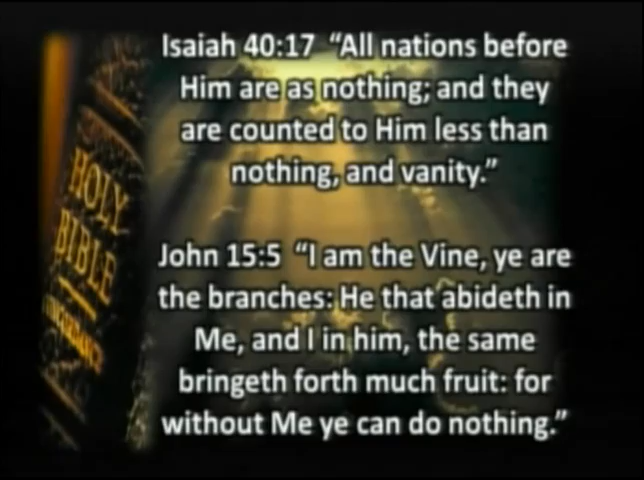 Isaiah 40:17 “All nations before
Him are as nothing; and they
are counted to Him less than
nothing, and vanity.”
John 15:5 “I am the Vine, ye are
the branches: He that abideth in
Me, and I in him, the same
bringeth forth much fruit: for
without Me ye can do nothing.”
HOLY
BIBLE